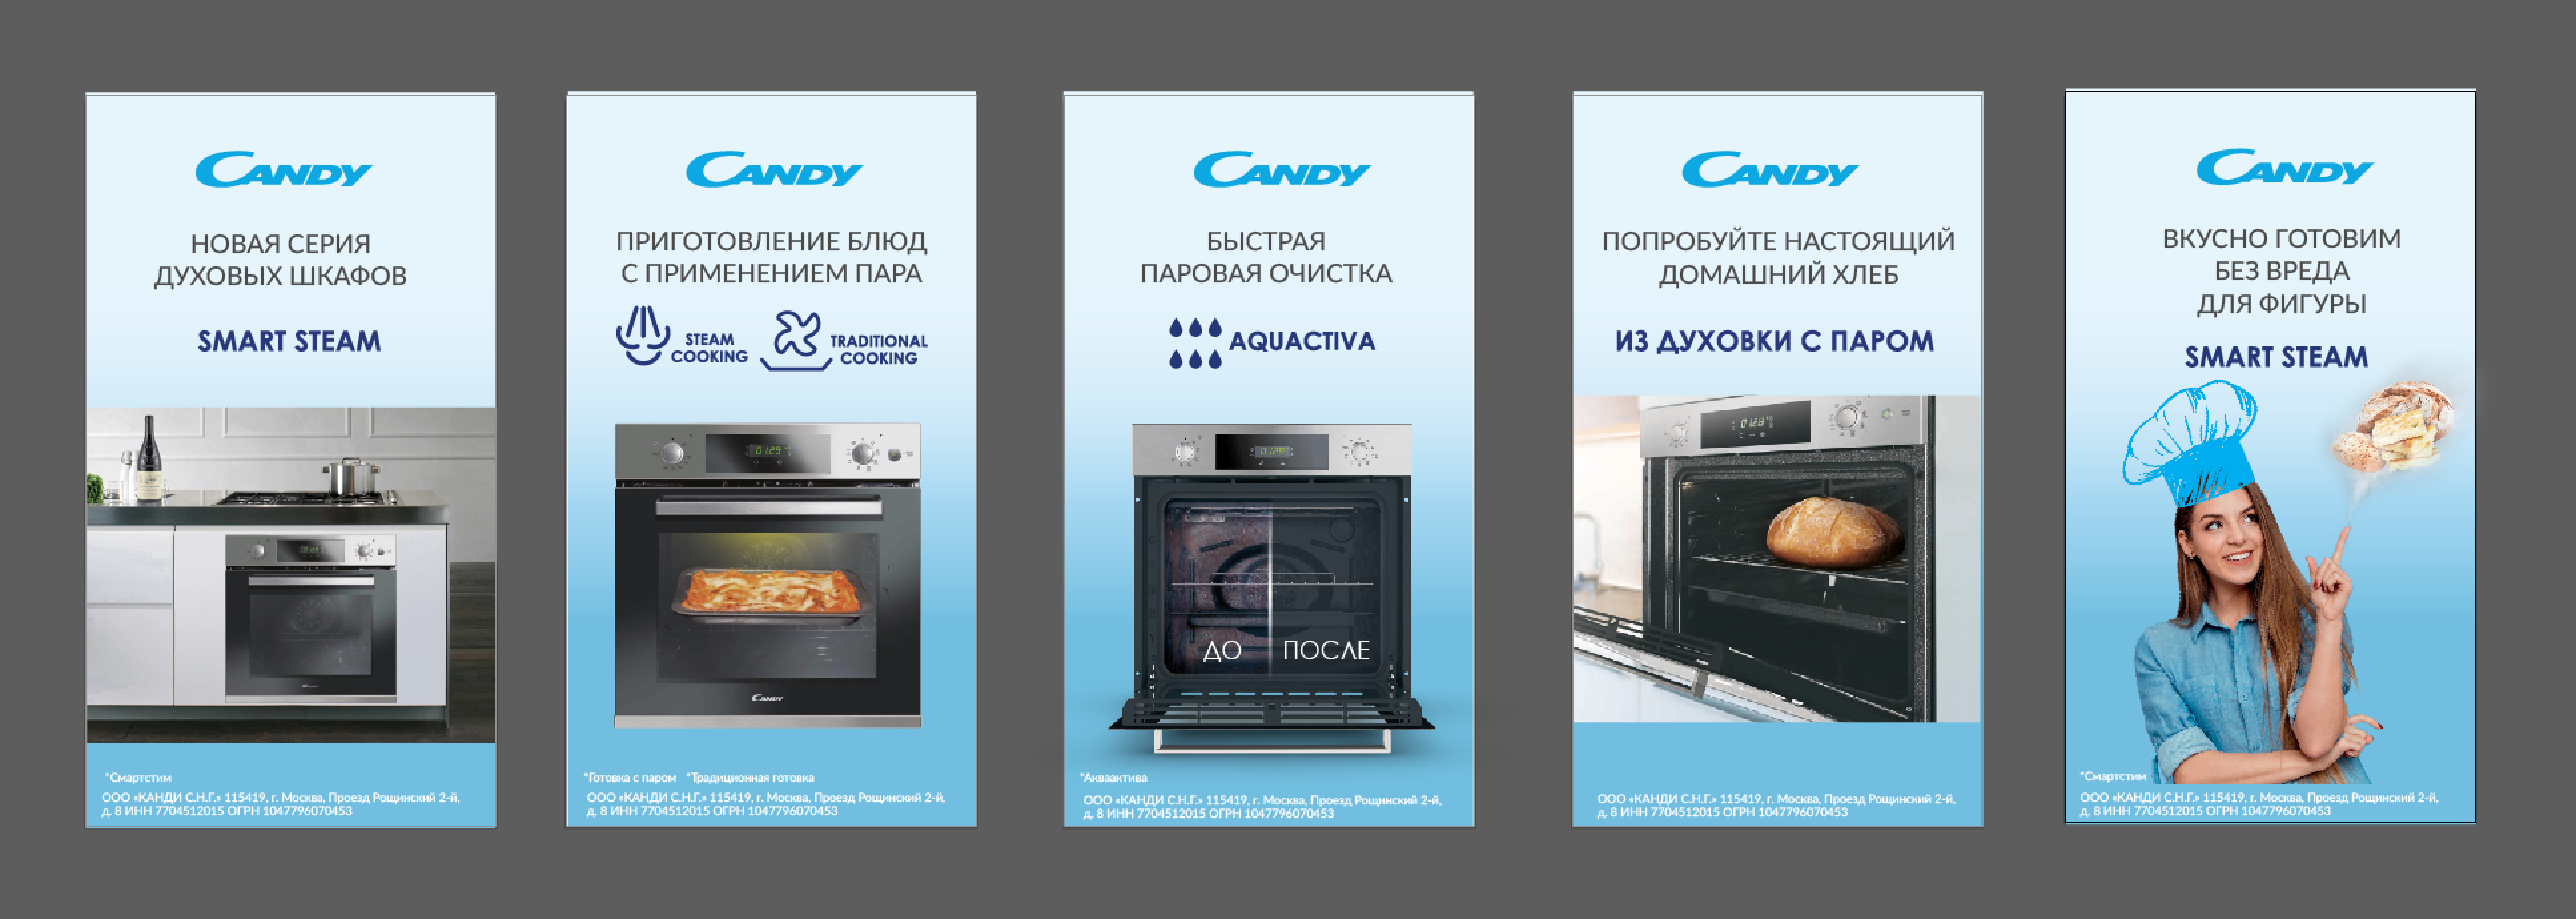 CANDY
НОВАЯ СЕРИЯ
ДУХОВЫХ ШКАФОВ
SMART STEAM
*Смартстим
ООО «КАНДИ С.Н.Г.» 115419, г. Москва, Проезд Рощинский 2-й,
д. 8 ИНН 7704512015 ОГРН 1047796070453
CANDY
ПРИГОТОВЛЕНИЕ БЛЮД
С ПРИМЕНЕНИЕМ ПАРА
STEAM
COOKING
TRADITIONAL
COOKING
01:29
CANDY
*Готовка с паром *Традиционная готовка
ООО «КАНДИ С.Н.Г.» 115419, г. Москва, Проезд Рощинский 2-й,
д. 8 ИНН 7704512015 ОГРН 1047796070453
CANDY
БЫСТРАЯ
ПАРОВАЯ ОЧИСТКА
AQUACTIVA
ДО ПОСЛЕ
*Акваактива
ООО «КАНДИ С.Н.Г.» 115419, г. Москва, Проезд Рощинский 2-й,
д. 8 ИНН 7704512015 ОГРН 1047796070453
CANDY
ПОПРОБУЙТЕ НАСТОЯЩИЙ
ДОМАШНИЙ ХЛЕБ
ИЗ ДУХОВКИ С ПАРОМ
01:28
ООО «КАНДИ С.Н.Г.» 115419, г. Москва, Проезд Рощинский 2-й,
д. 8 ИНН 7704512015 ОГРН 1047796070453
CANDY
ВКУСНО ГОТОВИМ
БЕЗ ВРЕДА
ДЛЯ ФИГУРЫ
SMART STEAM
*Смартстим
ООО «КАНДИ С.Н.Г.» 115419, г. Москва, Проезд Рощинский 2-й,
д. 8 ИНН 7704512015 ОГРН 1047796070453